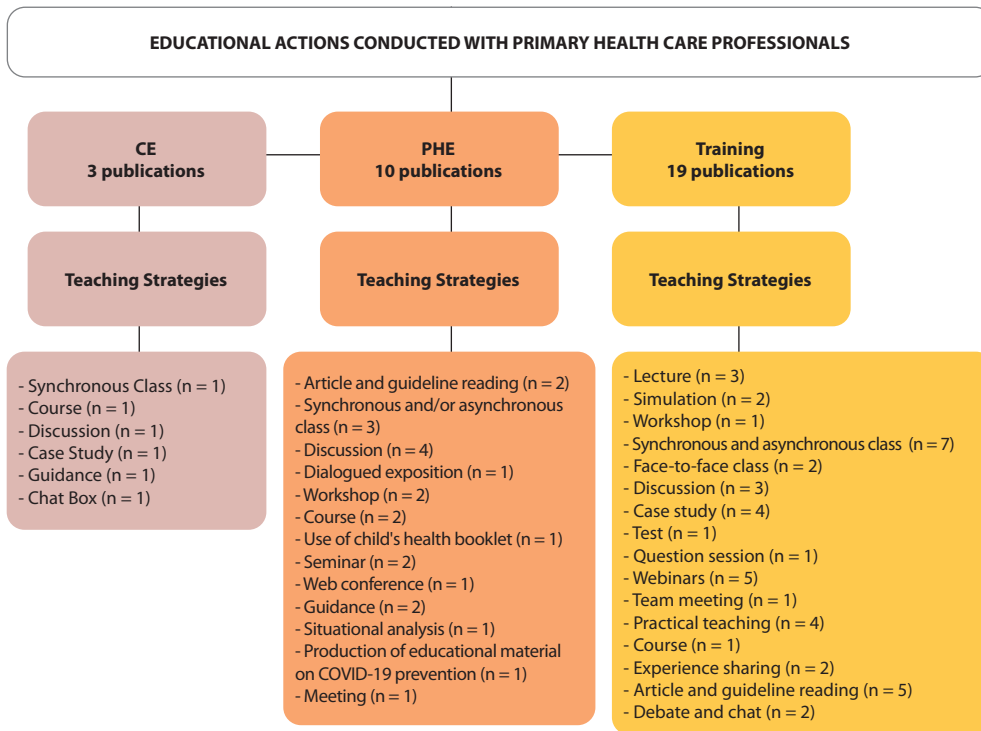 EDUCATIONAL ACTIONS CONDUCTED WITH PRIMARY HEALTH CARE PROFESSIONALS
CE
3 publications
PHE
10 publications
Training
19 publications
Teaching Strategies
Teaching Strategies
Teaching Strategies
- Synchronous Class (n = 1)
- Course (n = 1)
- Discussion (n = 1)
- Case Study (n = 1)
- Guidance (n = 1)
- Chat Box (n = 1)
- Article and guideline reading (n = 2)
- Synchronous and/or asynchronous
class (n = 3)
- Discussion (n = 4)
- Dialogued exposition (n = 1)
- Workshop (n = 2)
- Course (n = 2)
- Use of child's health booklet (n = 1)
- Seminar (n = 2)
- Web conference (n = 1)
- Guidance (n = 2)
- Situational analysis (n = 1)
- Production of educational material
on COVID-19 prevention (n = 1)
- Meeting (n = 1)
- Lecture (n = 3)
- Simulation (n = 2)
- Workshop (n = 1)
- Synchronous and asynchronous class (n = 7)
- Face-to-face class (n = 2)
- Discussion (n = 3)
- Case study (n = 4)
- Test (n = 1)
- Question session (n = 1)
- Webinars (n = 5)
- Team meeting (n = 1)
- Practical teaching (n = 4)
- Course (n = 1)
- Experience sharing (n = 2)
- Article and guideline reading (n = 5)
- Debate and chat (n = 2)